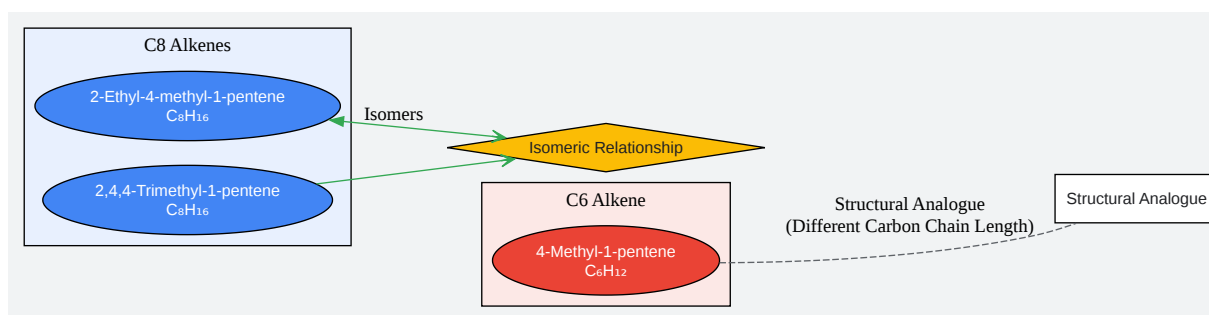 C8 Alkenes
2-Ethyl-4-methyl-1-pentene
C₈H₁₆
Isomers
Isomeric Relationship
2,4,4-Trimethyl-1-pentene
C₈H₁₆
C6 Alkene
4-Methyl-1-pentene
C₆H₁₂
Structural Analogue
(Different Carbon Chain Length)
Structural Analogue